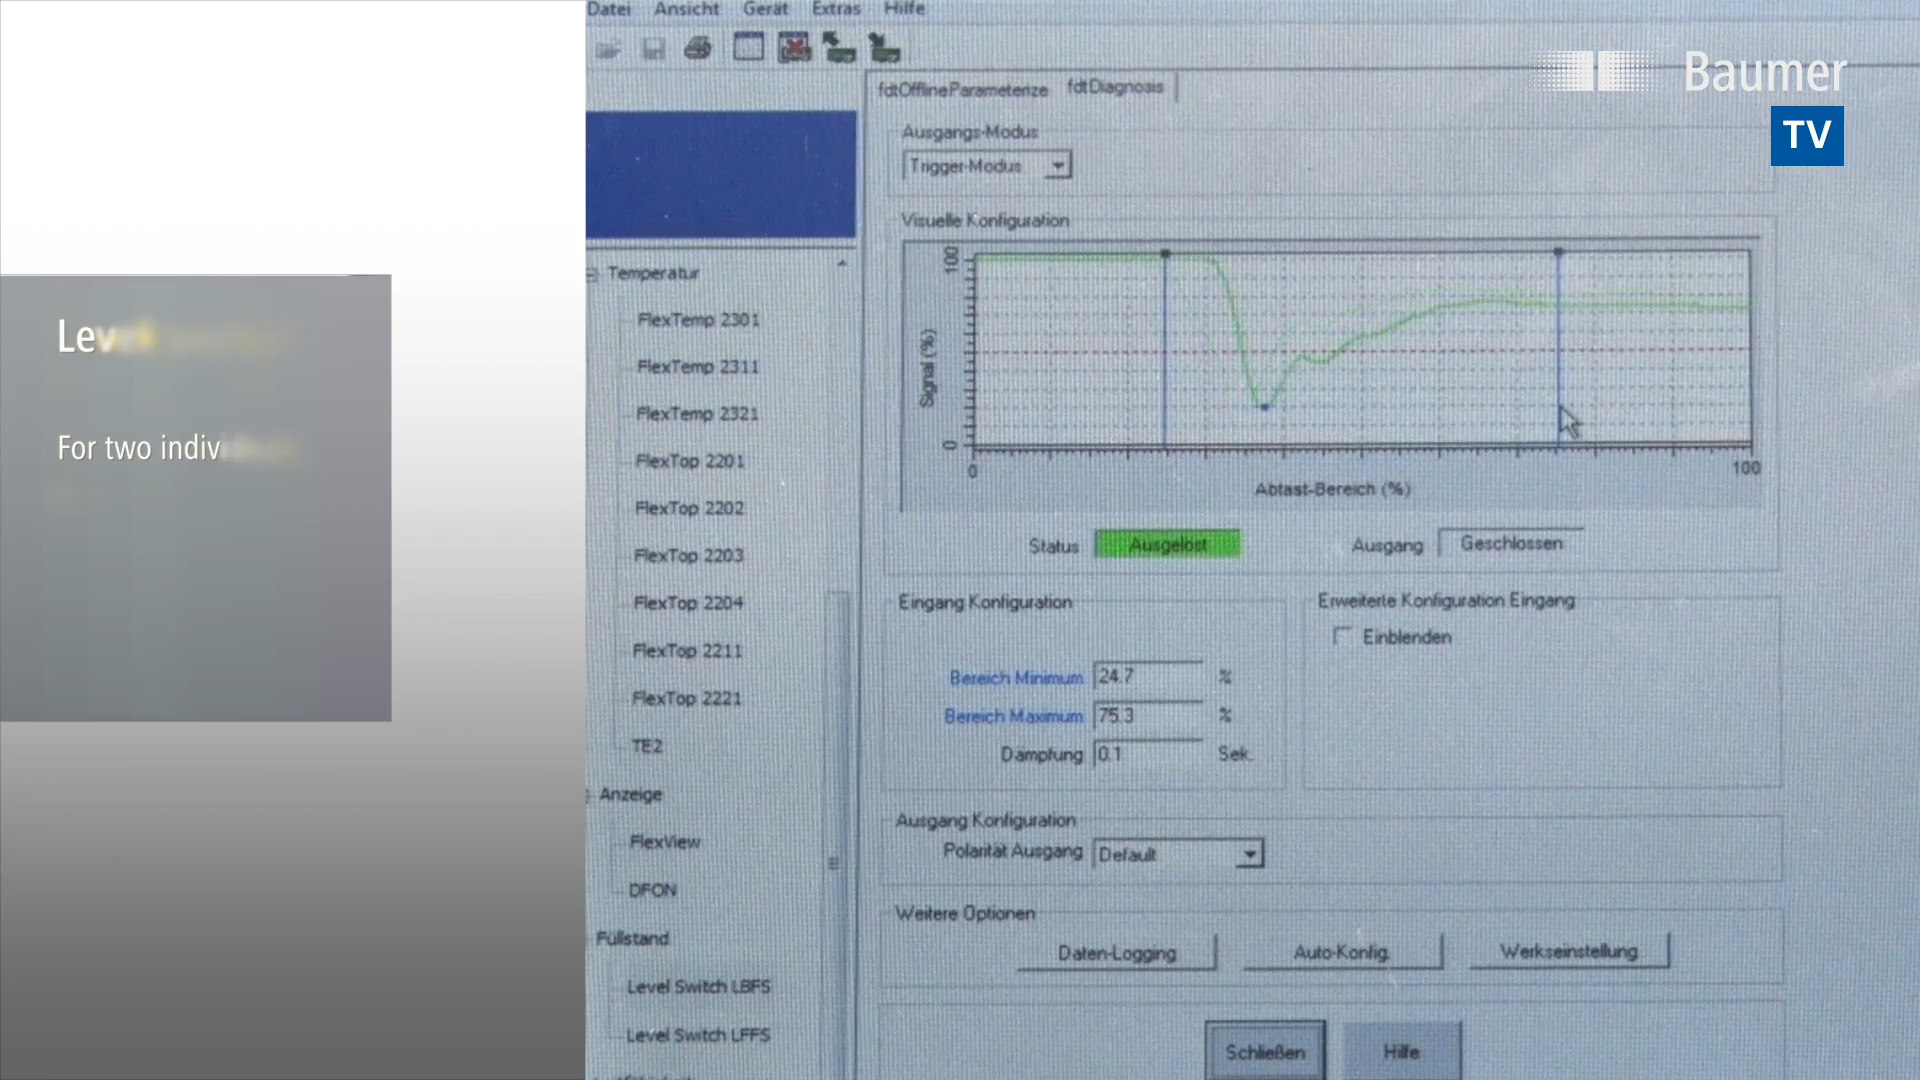 Datei Ansicht Gerät Extras Hilfe
Baumer
TV
fdtOfflineParameterize fdtDiagnosis
Ausgangs-Modus
Trigger-Modus
Visuelle Konfiguration
100
Signal (%)
0
0
100
Abtast-Bereich (%)
Status Ausgelöst Ausgang Geschlossen
Eingang Konfiguration
Bereich Minimum 24.7 %
Bereich Maximum 75.3 %
Dämpfung 0.1 Sek.
Erweiterte Konfiguration Eingang
Einblenden
Ausgang Konfiguration
Polarität Ausgang Default
Weitere Optionen
Daten-Logging Auto-Konfig. Werkseinstellung
Schließen Hilfe
Temperatur
FlexTemp 2301
FlexTemp 2311
FlexTemp 2321
FlexTop 2201
FlexTop 2202
FlexTop 2203
FlexTop 2204
FlexTop 2211
FlexTop 2221
TE2
Anzeige
FlexView
DFON
Füllstand
Level Switch LBFS
Level Switch LFFS
For two